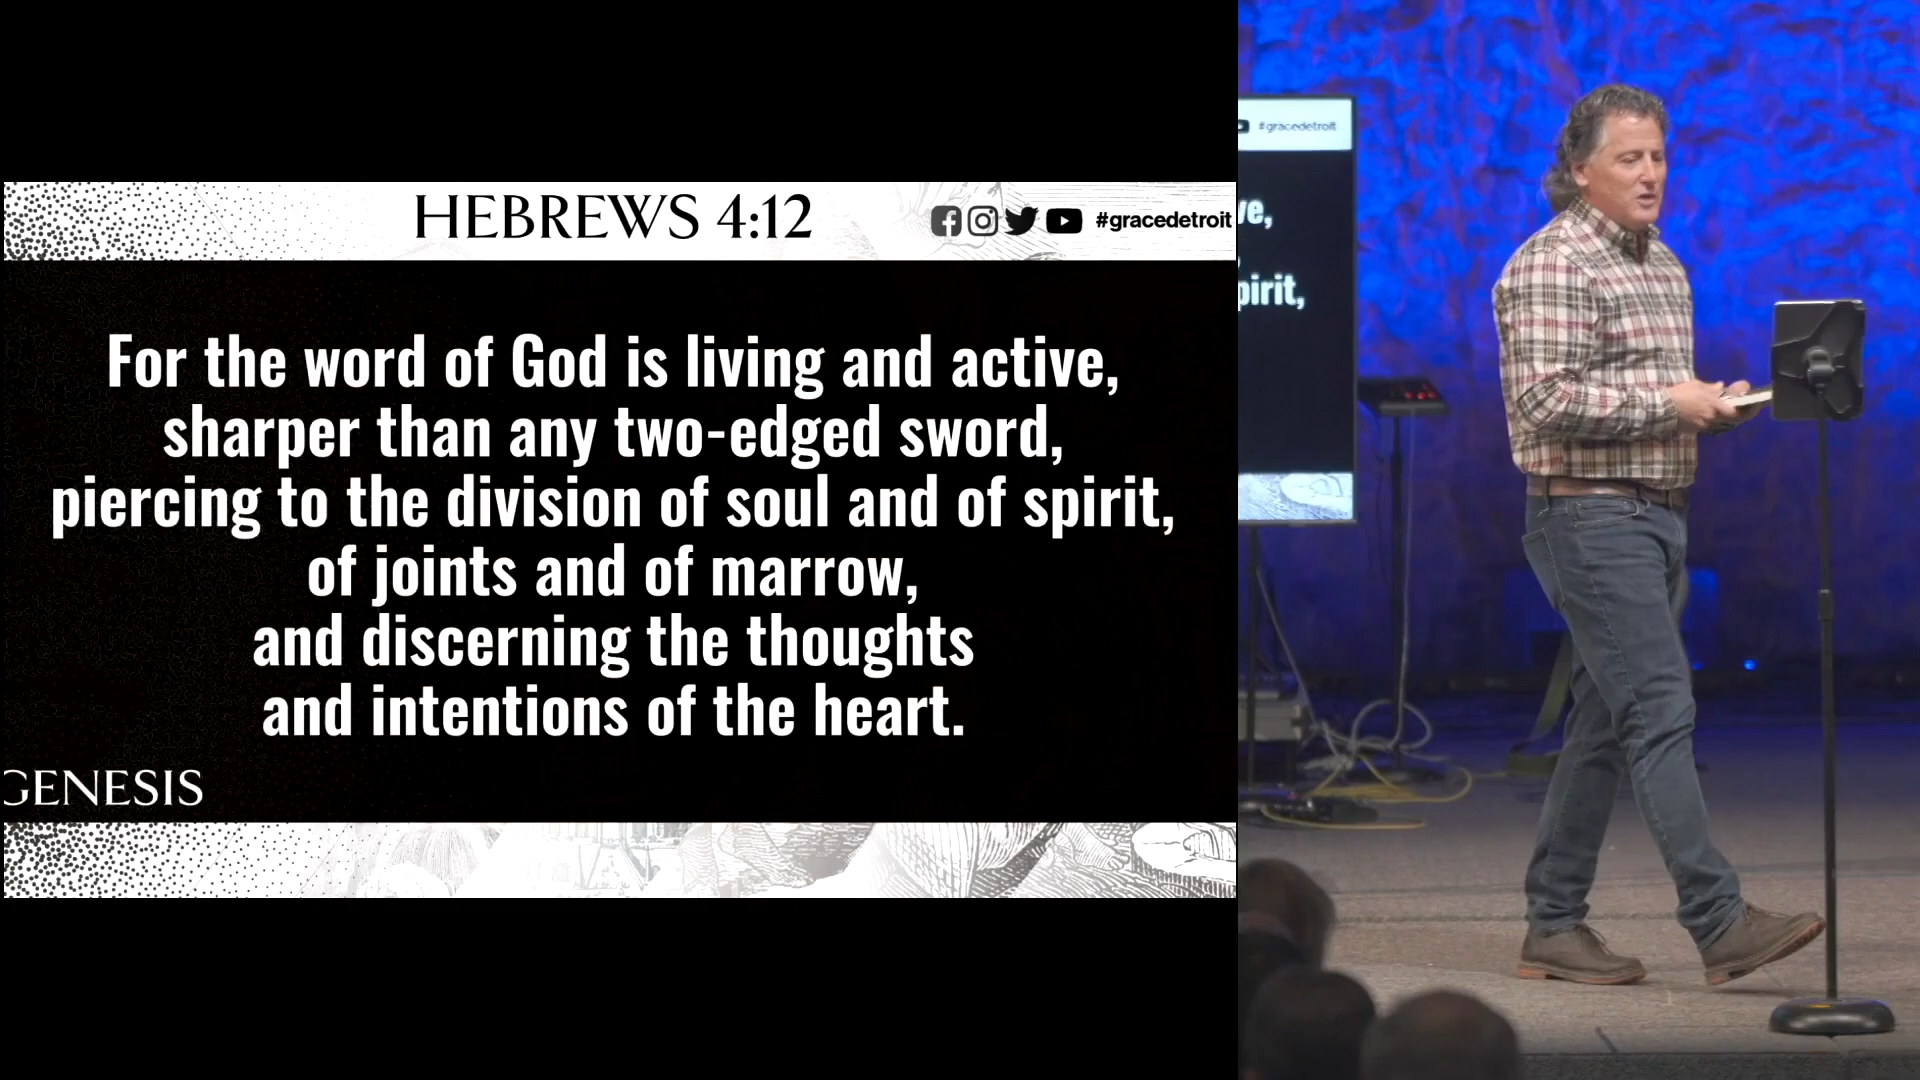 HEBREWS 4:12
#gracedetroit
For the word of God is living and active,
sharper than any two-edged sword,
piercing to the division of soul and of spirit,
of joints and of marrow,
and discerning the thoughts
and intentions of the heart.
GENESIS
#gracedetroit
ve,
pirit,